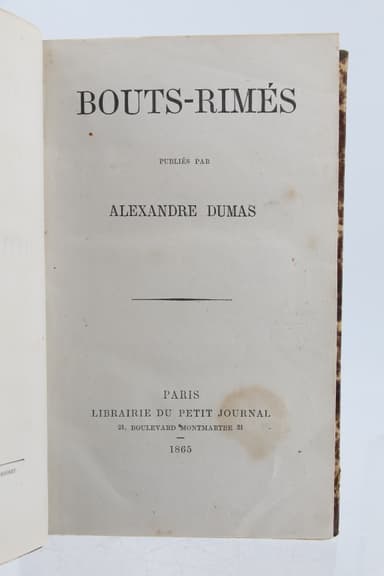 BOUTS-RIMÉS
PUBLIÉS PAR
ALEXANDRE DUMAS
PARIS
LIBRAIRIE DU PETIT JOURNAL
21, BOULEVARD MONTMARTRE 21
1865